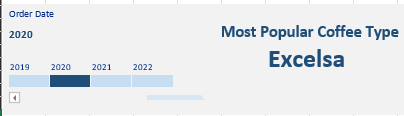 Order Date
2020
2019 2020 2021 2022
Most Popular Coffee Type
Excelsa